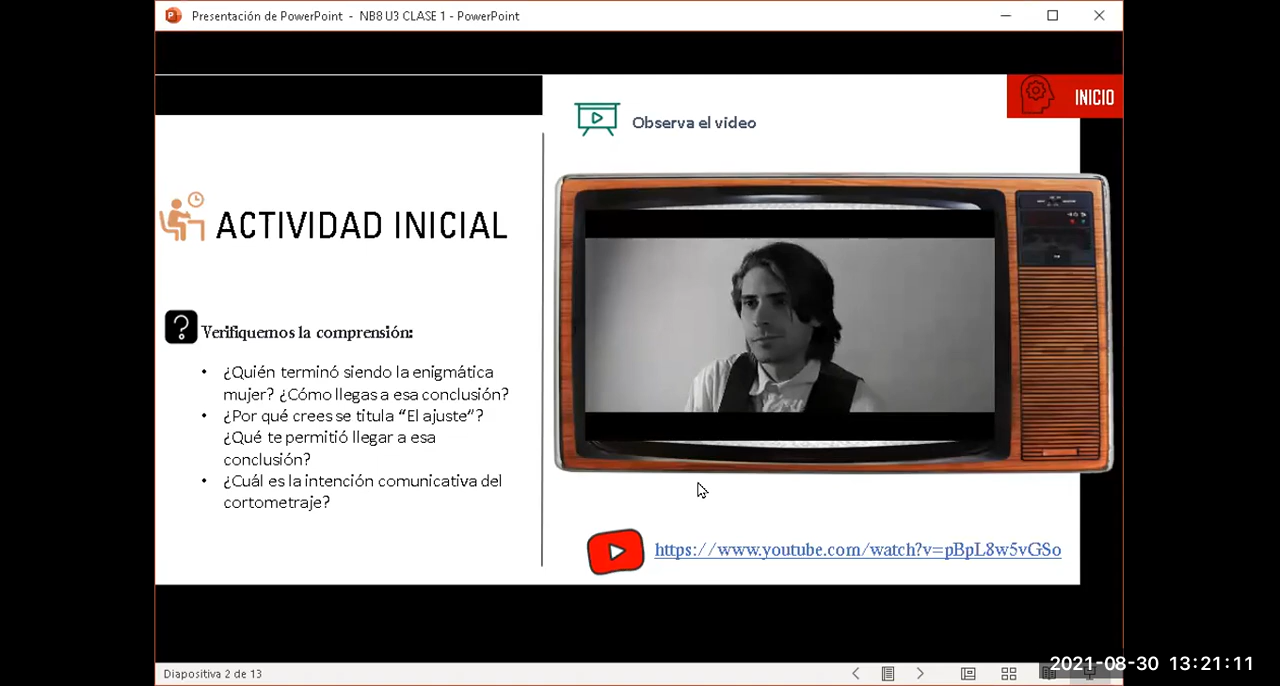 Presentación de PowerPoint - NB8 U3 CLASE 1 - PowerPoint
INICIO
Observa el video
ACTIVIDAD INICIAL
? Verifiquemos la comprensión:
• ¿Quién terminó siendo la enigmática
mujer? ¿Cómo llegas a esa conclusión?
• ¿Por qué crees se titula “El ajuste”?
¿Qué te permitió llegar a esa
conclusión?
• ¿Cuál es la intención comunicativa del
cortometraje?
https://www.youtube.com/watch?v=pBpL8w5vGSo
Diapositiva 2 de 13
2021-08-30 13:21:11